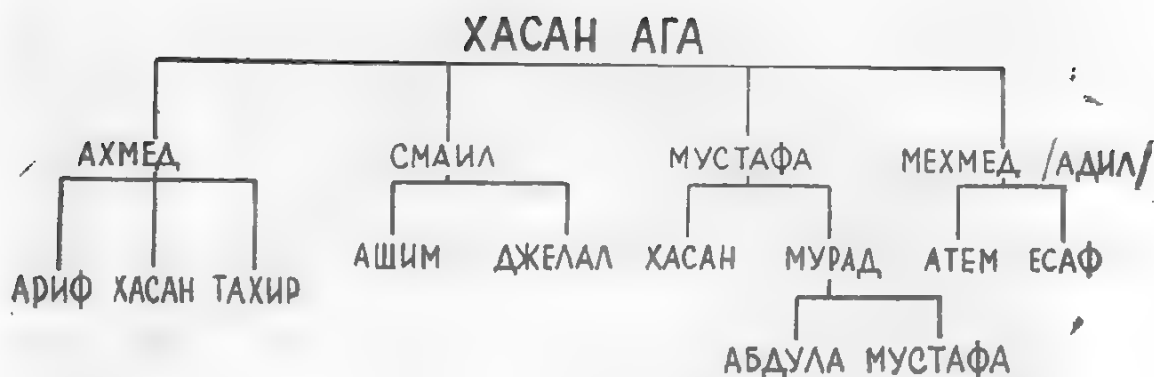 ХАСАН АГА
АХМЕД СМАИЛ МУСТАФА МЕХМЕД /АДИЛ/
АШИМ ДЖЕЛАЛ ХАСАН МУРАД АТЕМ ЕСАФ
АРИФ ХАСАН ТАХИР
АБДУЛА МУСТАФА